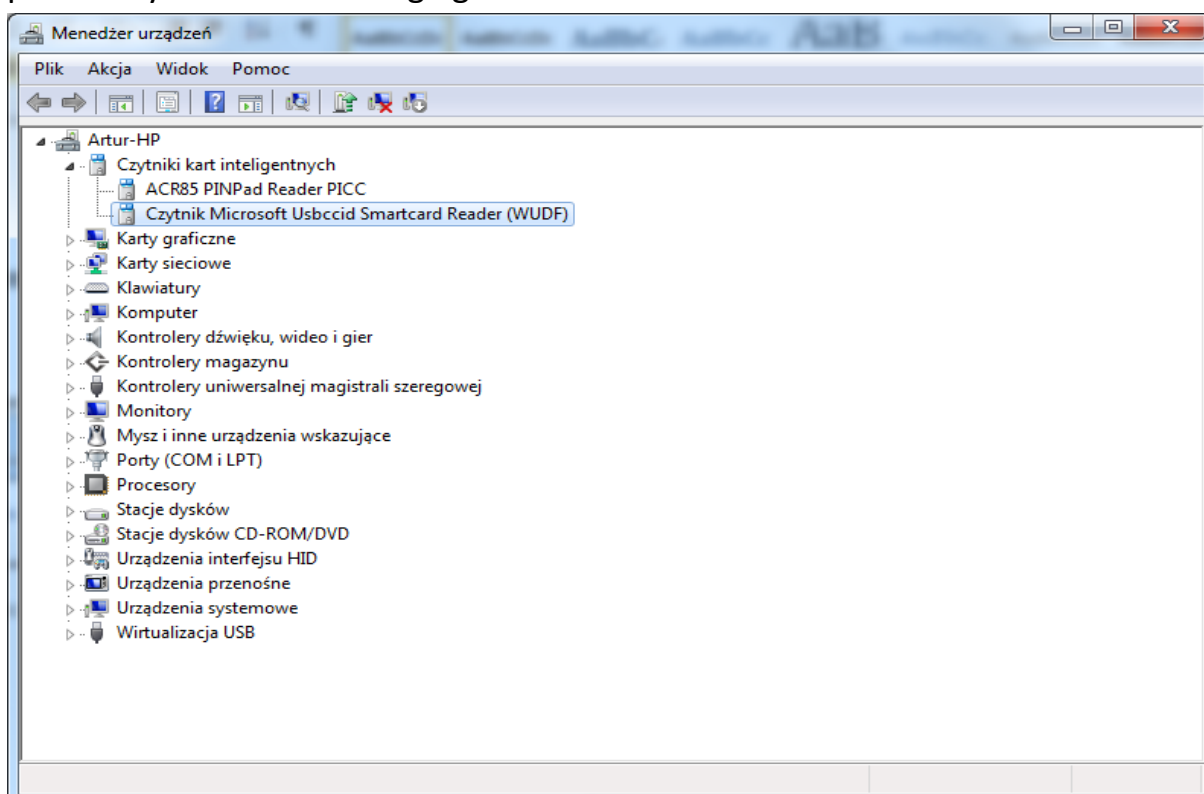 Menedżer urządzeń
Plik Akcja Widok Pomoc
Artur-HP
Czytniki kart inteligentnych
ACR85 PINPad Reader PICC
Czytnik Microsoft Usbccid Smartcard Reader (WUDF)
Karty graficzne
Karty sieciowe
Klawiatury
Komputer
Kontrolery dźwięku, wideo i gier
Kontrolery magazynu
Kontrolery uniwersalnej magistrali szeregowej
Monitory
Mysz i inne urządzenia wskazujące
Porty (COM i LPT)
Procesory
Stacje dysków
Stacje dysków CD-ROM/DVD
Urządzenia interfejsu HID
Urządzenia przenośne
Urządzenia systemowe
Wirtualizacja USB